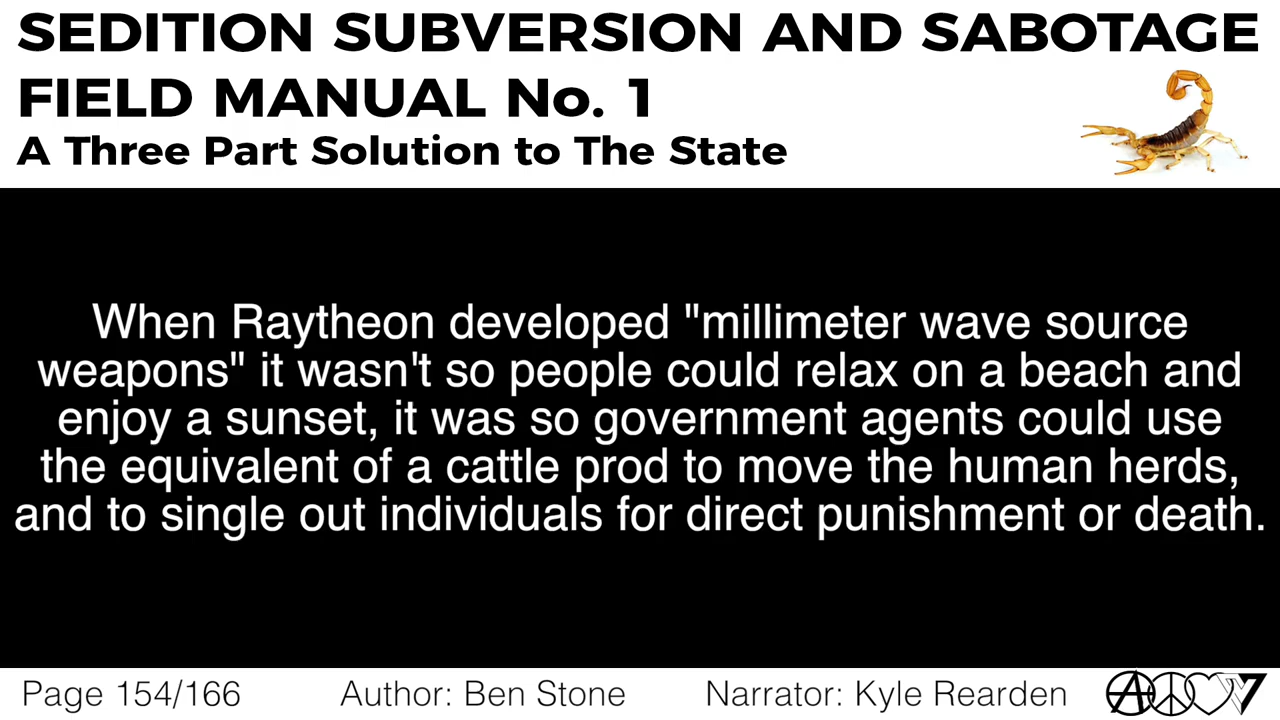 SEDITION SUBVERSION AND SABOTAGE
FIELD MANUAL No. 1
A Three Part Solution to The State
When Raytheon developed "millimeter wave source
weapons" it wasn't so people could relax on a beach and
enjoy a sunset, it was so government agents could use
the equivalent of a cattle prod to move the human herds,
and to single out individuals for direct punishment or death.
Page 154/166 Author: Ben Stone Narrator: Kyle Rearden